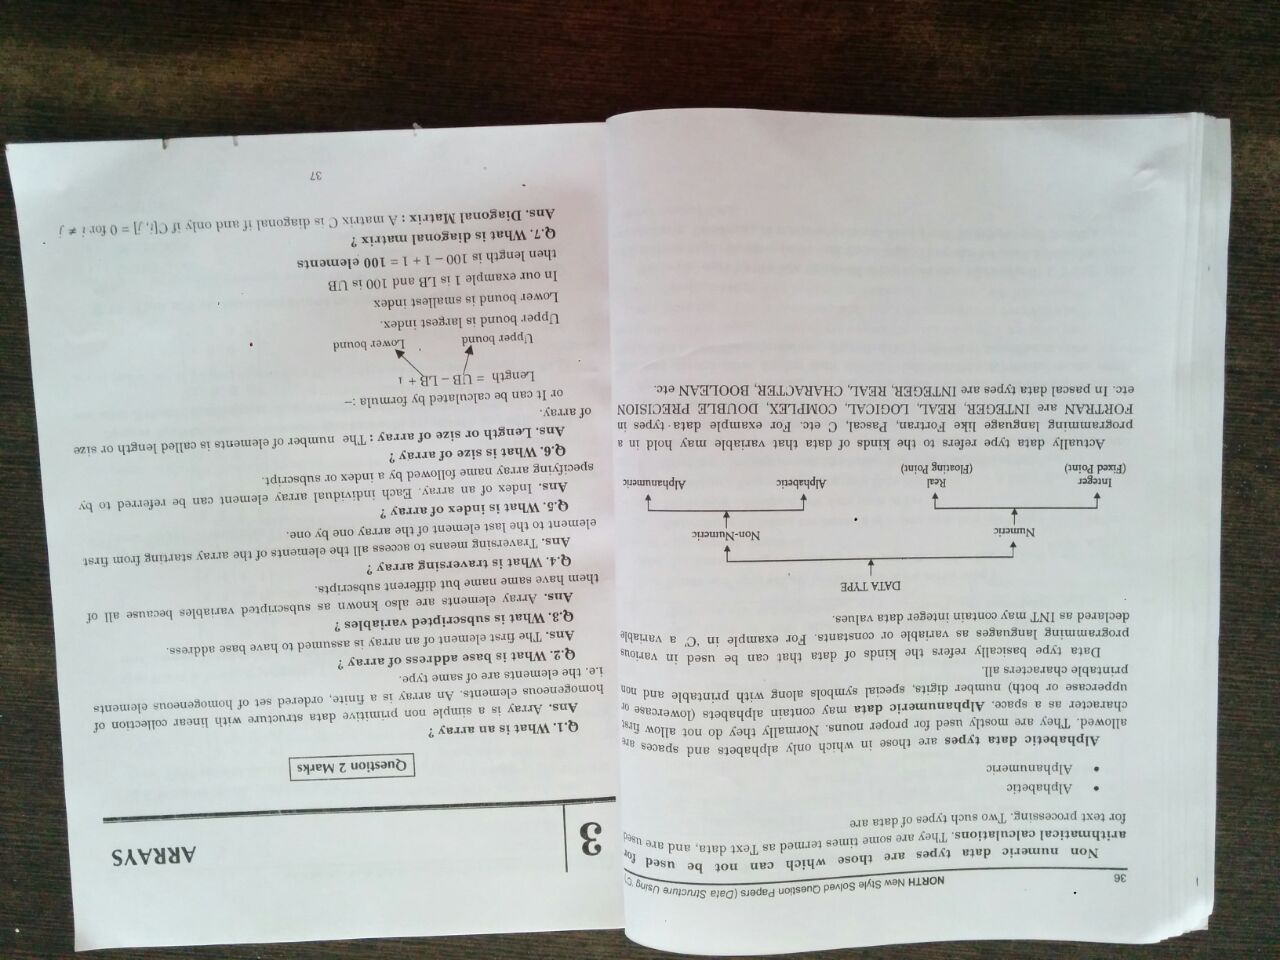 36 NORTH New Style Solved Question Papers (Data Structure Using 'C')
Non numeric data types are those which can not be used for
arithmatical calculations. They are some times termed as Text data, and are used
for text processing. Two such types of data are
• Alphabetic
• Alphanumeric
Alphabetic data types are those in which only alphabets and spaces are
allowed. They are mostly used for proper nouns. Normally they do not allow first
character as a space. Alphanumeric data may contain alphabets (lowercase or
uppercase or both) number digits, special symbols along with printable and non
printable characters all.
Data type basically refers the kinds of data that can be used in various
programming languages as variable or constants. For example in 'C' a variable
declared as INT may contain integer data values.
DATA TYPE
Numeric Non-Numeric
Integer Real Alphabetic Alphanumeric
(Fixed Point) (Floating Point)
Actually data type refers to the kinds of data that variable may hold in a
programming language like Fortran, Pascal, C etc. For example data types in
FORTRAN are INTEGER, REAL, LOGICAL, COMPLEX, DOUBLE PRECISION
etc. In pascal data types are INTEGER, REAL, CHARACTER, BOOLEAN etc.
3 ARRAYS
Question 2 Marks
Q.1. What is an array ?
Ans. Array is a simple non primitive data structure with linear collection of
homogeneous elements. An array is a finite, ordered set of homogeneous elements
i.e. the elements are of same type.
Q.2. What is base address of array ?
Ans. The first element of an array is assumed to have base address.
Q.3. What is subscripted variables ?
Ans. Array elements are also known as subscripted variables because all of
them have same name but different subscripts.
Q.4. What is traversing array ?
Ans. Traversing means to access all the elements of the array starting from first
element to the last element of the array one by one.
Q.5. What is index of array ?
Ans. Index of an array. Each individual array element can be referred to by
specifying array name followed by a index or subscript.
Q.6. What is size of array ?
Ans. Length or size of array : The number of elements is called length or size
of array.
or It can be calculated by formula :–
Length = UB – LB + 1
Upper bound Lower bound
Upper bound is largest index.
Lower bound is smallest index
In our example 1 is LB and 100 is UB
then length is 100 – 1 + 1 = 100 elements
Q.7. What is diagonal matrix ?
Ans. Diagonal Matrix : A matrix C is diagonal if and only if C[i, j] = 0 for i ≠ j
37